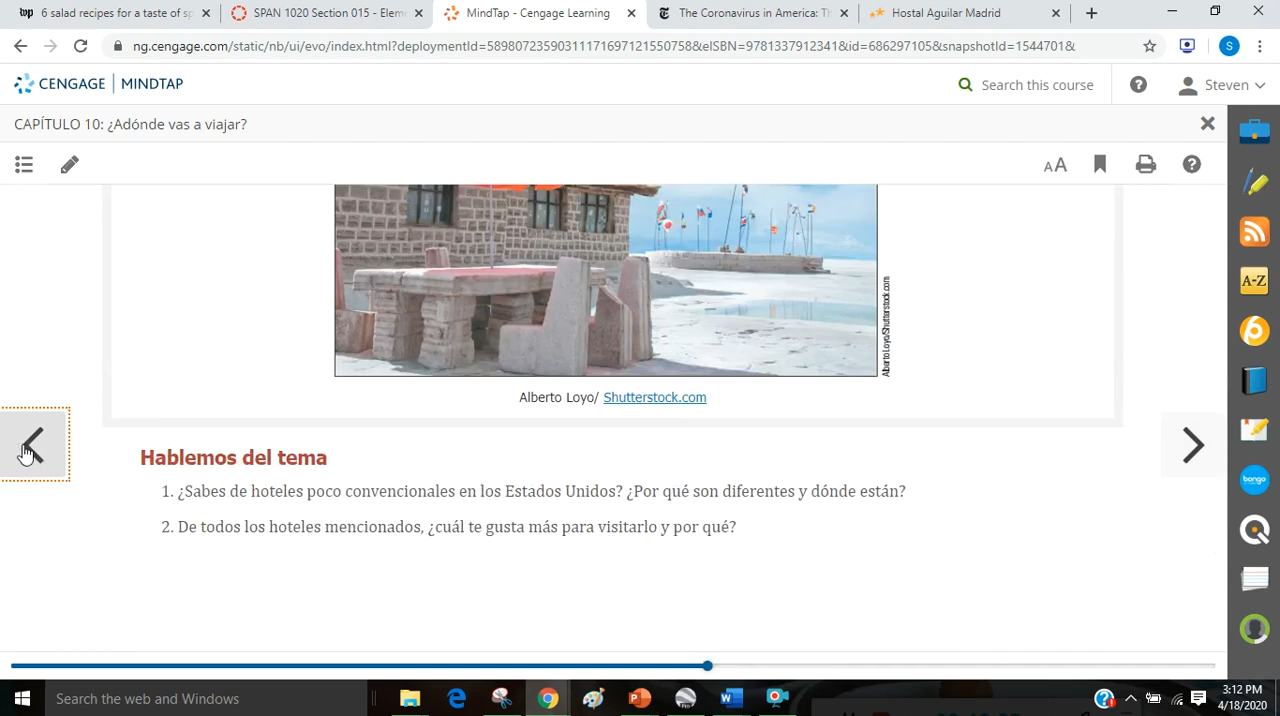 6 salad recipes for a taste of sp
SPAN 1020 Section 015 - Elem
MindTap - Cengage Learning
The Coronavirus in America: Th
Hostal Aguilar Madrid
ng.cengage.com/static/nb/ui/evo/index.html?deploymentId=58980723590311171697121550758&eISBN=9781337912341&id=686297105&snapshotId=1544701&
S
CENGAGE | MINDTAP
Search this course
Steven
CAPÍTULO 10: ¿Adónde vas a viajar?
AA
A-Z
Alberto Loyo/Shutterstock.com
Alberto Loyo/ Shutterstock.com
Hablemos del tema
1. ¿Sabes de hoteles poco convencionales en los Estados Unidos? ¿Por qué son diferentes y dónde están?
2. De todos los hoteles mencionados, ¿cuál te gusta más para visitarlo y por qué?
bongo
Search the web and Windows
3:12 PM
4/18/2020